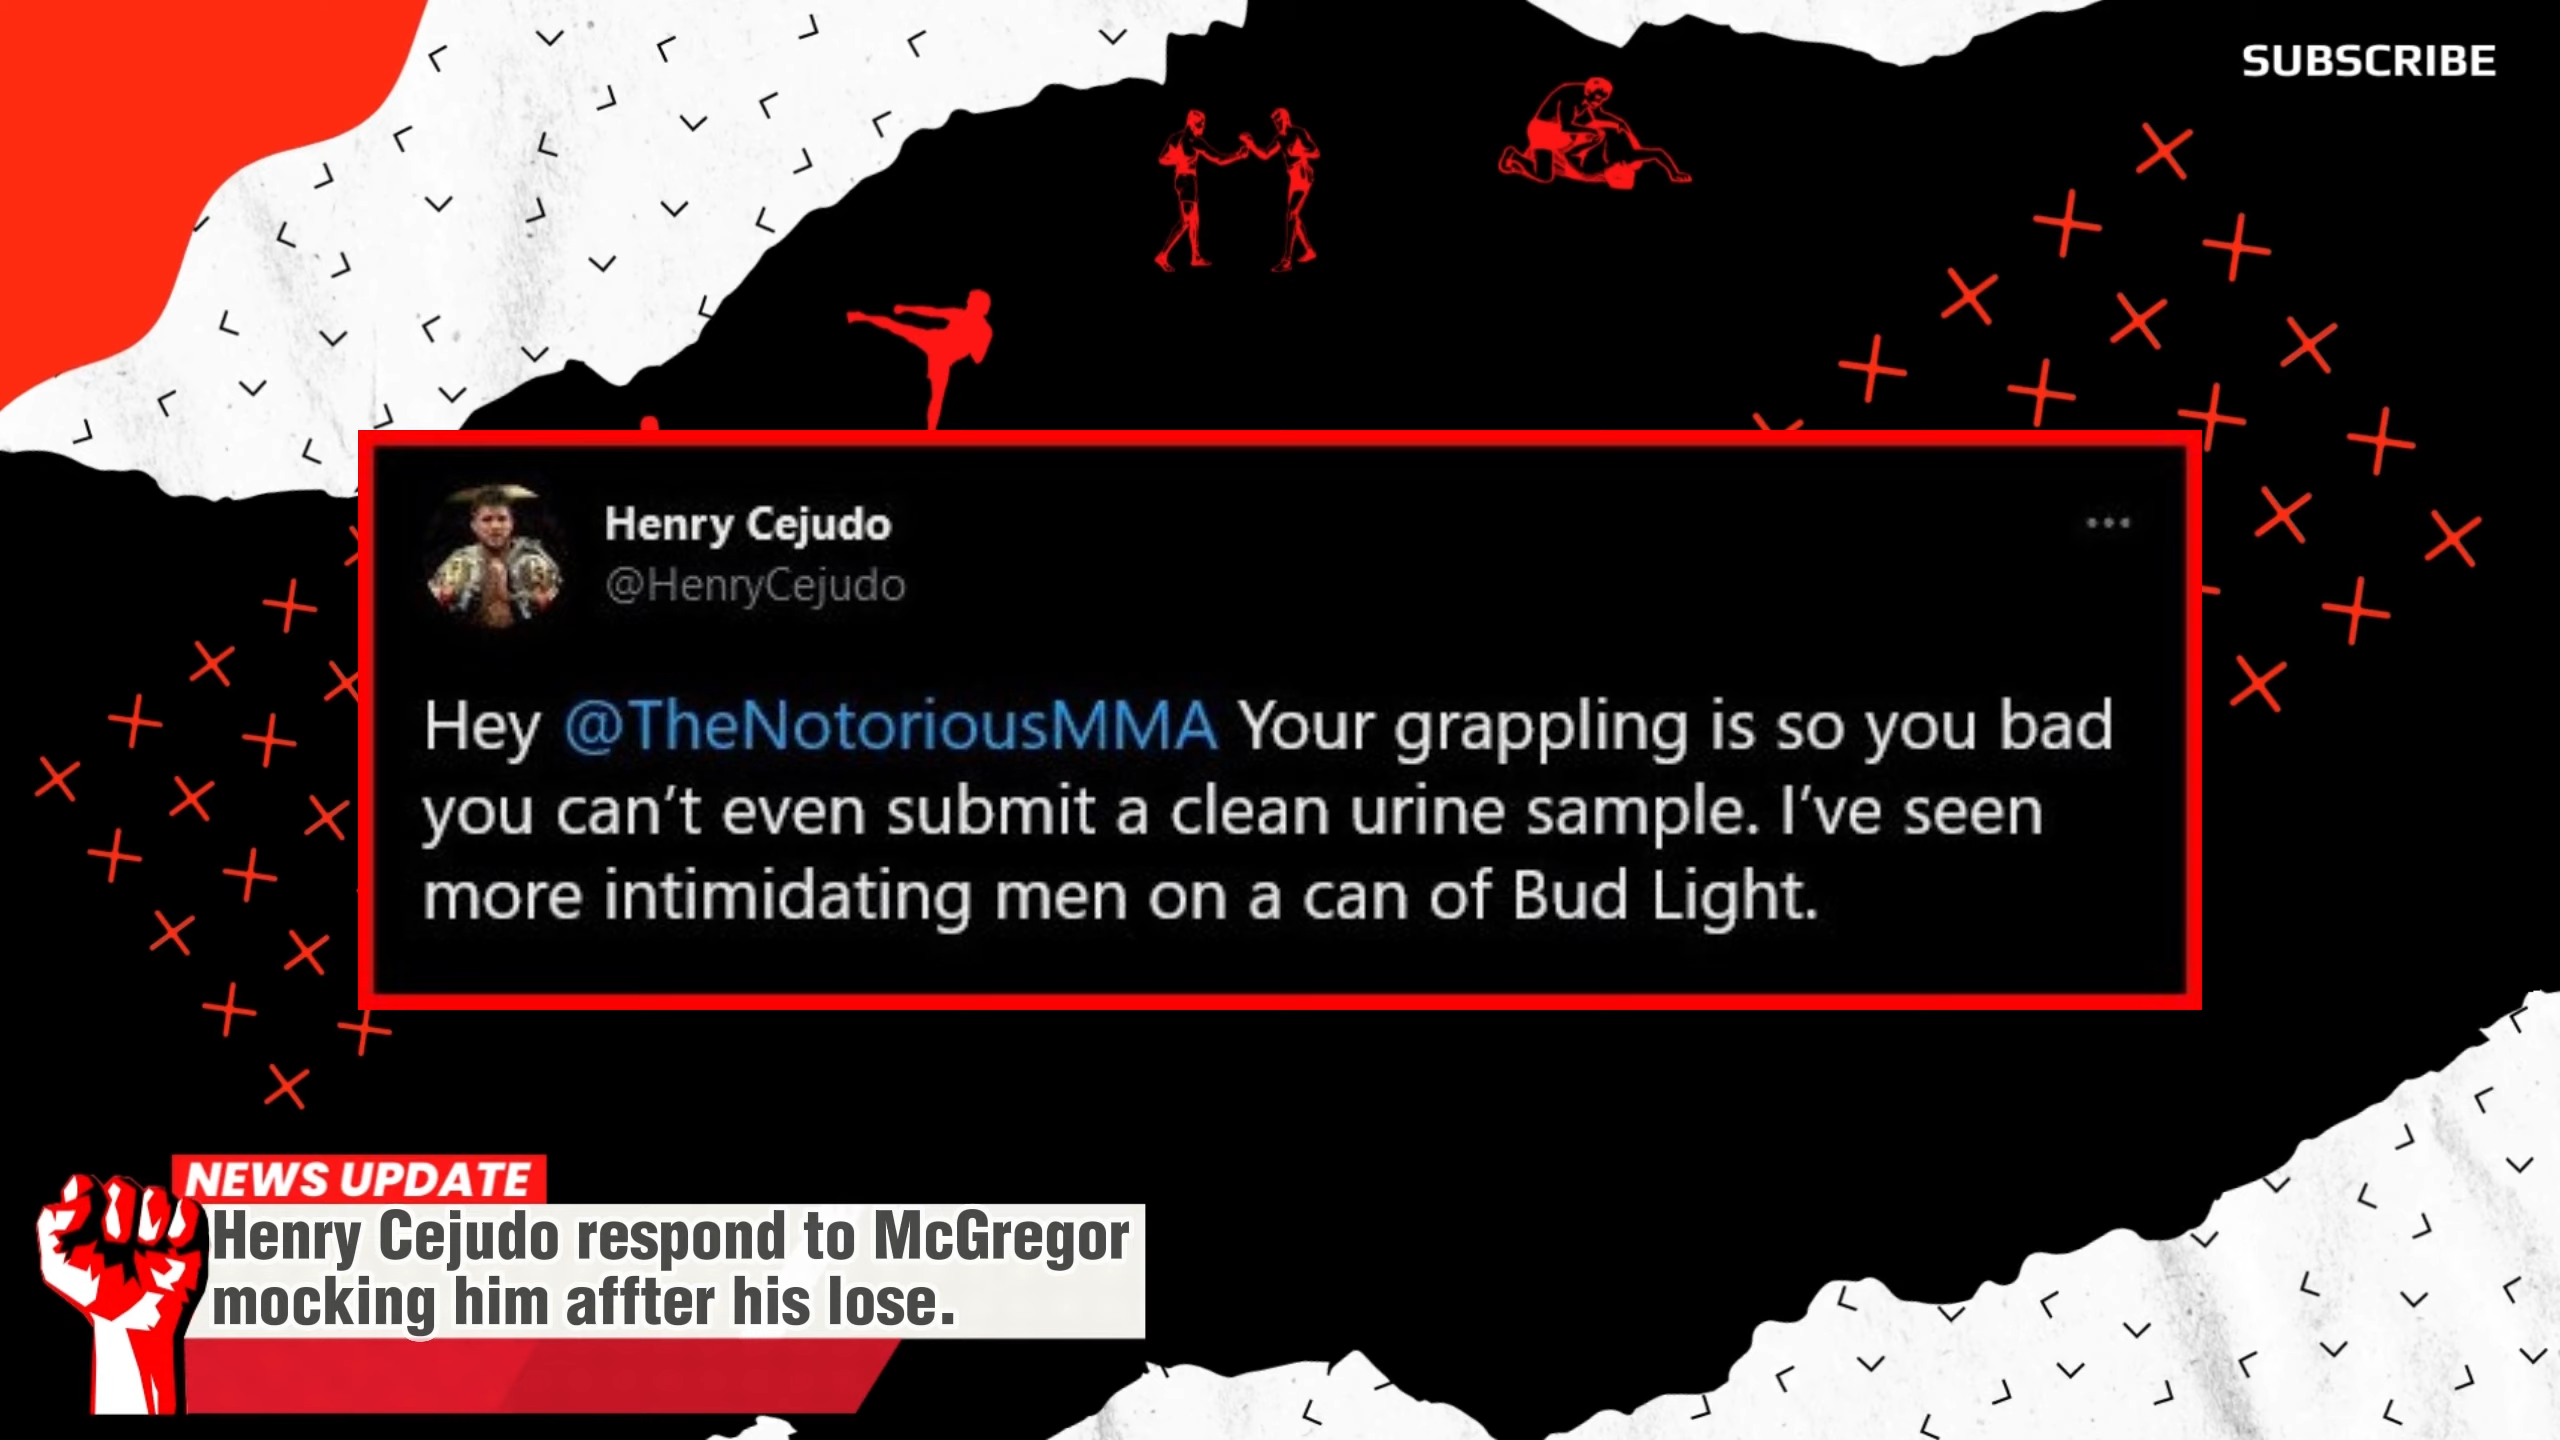 SUBSCRIBE
Henry Cejudo
@HenryCejudo
Hey @TheNotoriousMMA Your grappling is so you bad
you can’t even submit a clean urine sample. I’ve seen
more intimidating men on a can of Bud Light.
NEWS UPDATE
Henry Cejudo respond to McGregor
mocking him affter his lose.